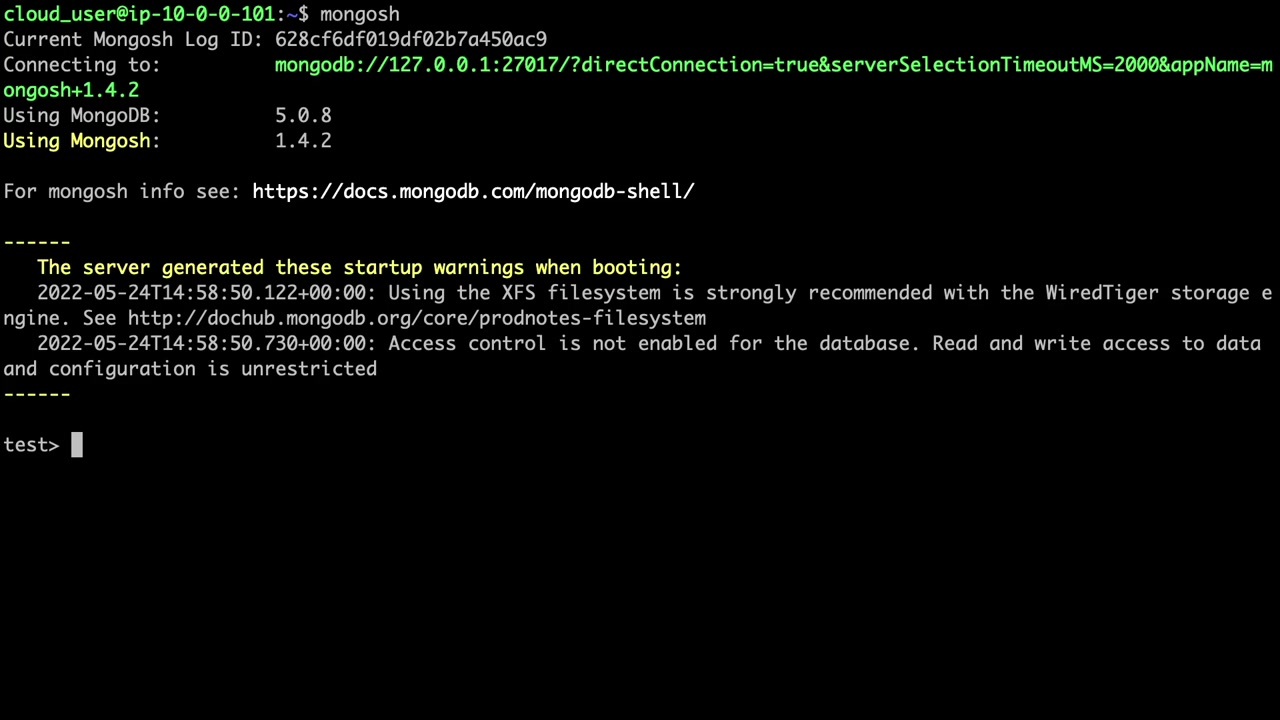 cloud_user@ip-10-0-0-101:~$ mongosh
Current Mongosh Log ID: 628cf6df019df02b7a450ac9
Connecting to:          mongodb://127.0.0.1:27017/?directConnection=true&serverSelectionTimeoutMS=2000&appName=m
ongosh+1.4.2
Using MongoDB:          5.0.8
Using Mongosh:          1.4.2
For mongosh info see: https://docs.mongodb.com/mongodb-shell/
------
   The server generated these startup warnings when booting:
   2022-05-24T14:58:50.122+00:00: Using the XFS filesystem is strongly recommended with the WiredTiger storage e
ngine. See http://dochub.mongodb.org/core/prodnotes-filesystem
   2022-05-24T14:58:50.730+00:00: Access control is not enabled for the database. Read and write access to data
and configuration is unrestricted
------
test>